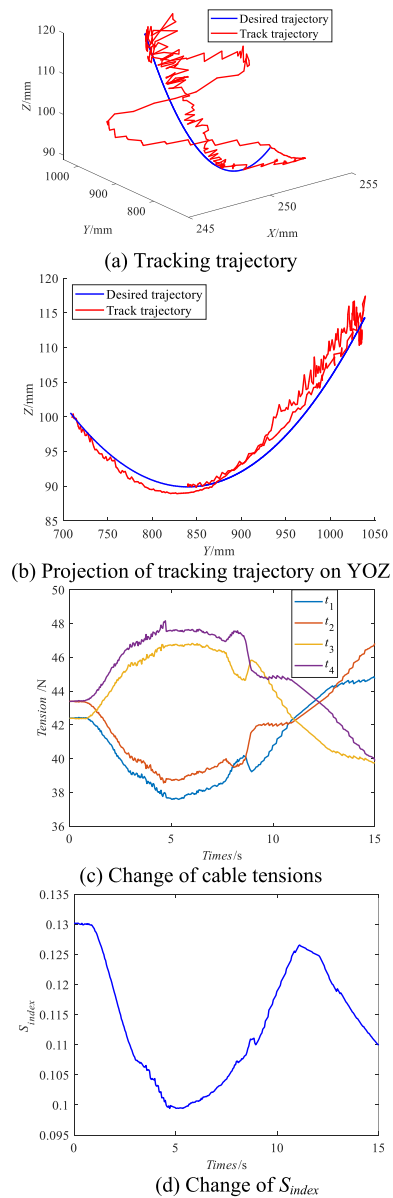 120
Desired trajectory
Track trajectory
110
Z/mm
100
90
1000
900
800
255
250
245
Y/mm
X/mm
(a) Tracking trajectory
120
Desired trajectory
Track trajectory
115
110
105
Z/mm
100
95
90
85
700 750 800 850 900 950 1000 1050
Y/mm
(b) Projection of tracking trajectory on YOZ
50
t1
t2
t3
t4
48
46
44
Tension /N
42
40
38
36
0 5 10 15
Times/s
(c) Change of cable tensions
0.135
0.13
0.125
0.12
0.115
Sindex
0.11
0.105
0.1
0.095
0 5 10 15
Times/s
(d) Change of Sindex